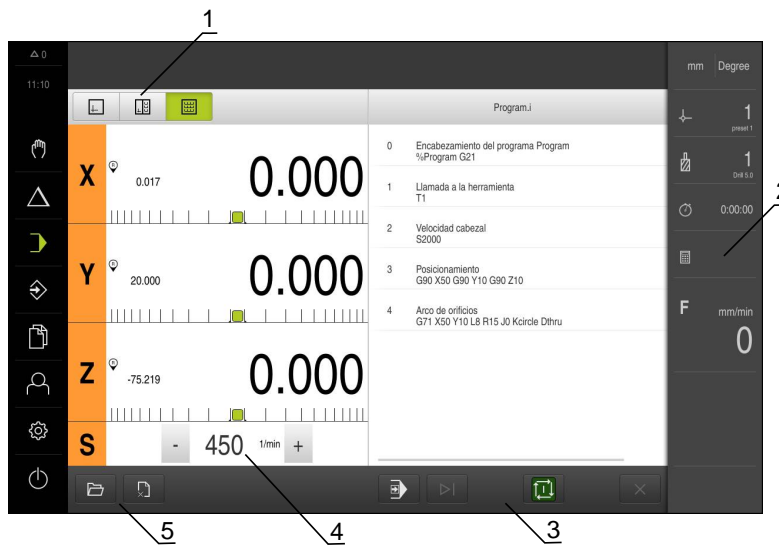 1
0
11:10
mm Degree
Program.i
1
preset 1
1
Drill 5.0
0:00:00
2
F mm/min
0
X R 0.017 0.000
Y R 20.000 0.000
Z R -75.219 0.000
S - 450 1/min +
0 Encabezamiento del programa Program
%Program G21
1 Llamada a la herramienta
T1
2 Velocidad cabezal
S2000
3 Posicionamiento
G90 X50 G90 Y10 G90 Z10
4 Arco de orificios
G71 X50 Y10 L8 R15 J0 Kcircle Dthru
5
4
3